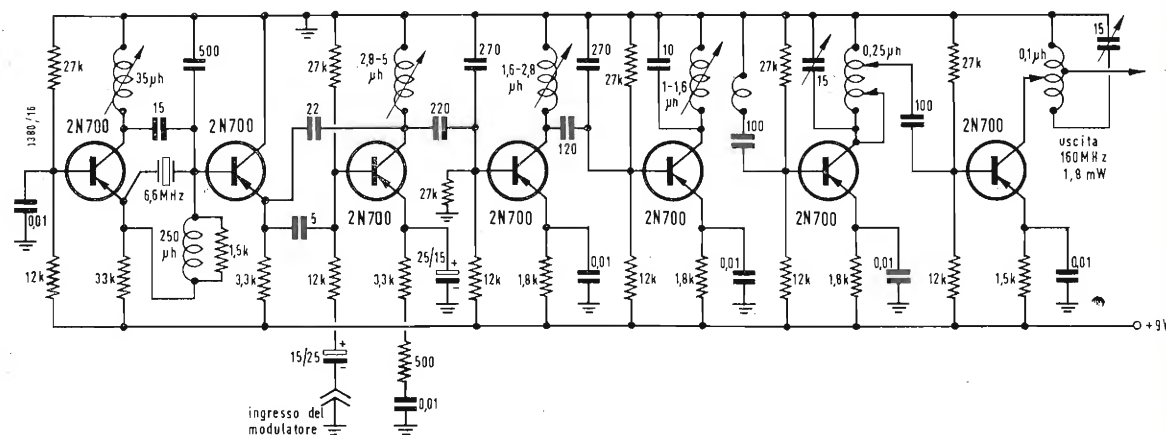 27k
35µh
500
27k
2,8-5
µh
270
1,6-2,8
µh
270
27k
10
1-1,6
µh
27k
15
0,25µh
27k
0,1µh
15
1380/16
2N700
15
2N700
22
220
120
100
2N700
100
2N700
uscita
160MHz
1,8 mW
6,6MHz
0,01
250
µh
1,5k
5
2N700
27k
2N700
2N700
2N700
25/15
+
-
12k
33k
3,3k
12k
3,3k
12k
1,8k
0,01
12k
1,8k
0,01
12k
1,8k
0,01
12k
1,5k
0,01
+9V
15/25
+
-
500
0,01
ingresso del
modulatore